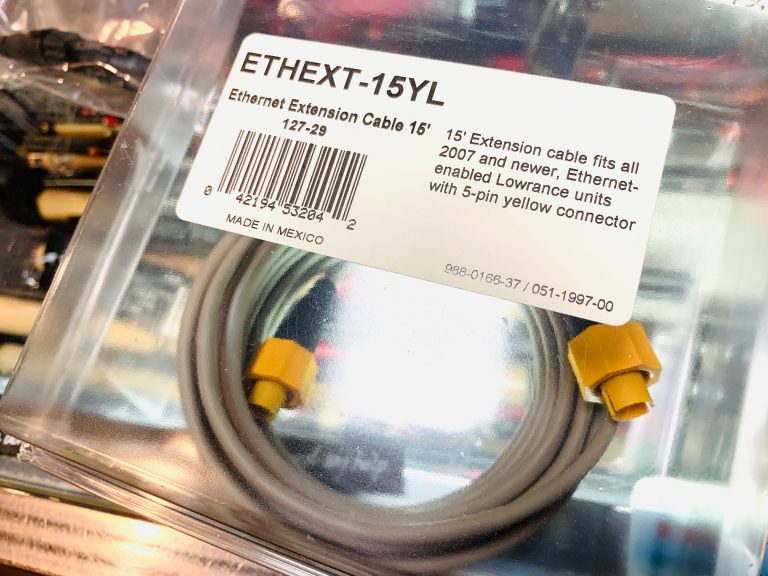 ETHEXT-15YL
Ethernet Extension Cable 15'
127-29
0 42194 53204 2
MADE IN MEXICO
15' Extension cable fits all
2007 and newer, Ethernet-
enabled Lowrance units
with 5-pin yellow connector
988-0166-37 / 051-1997-00